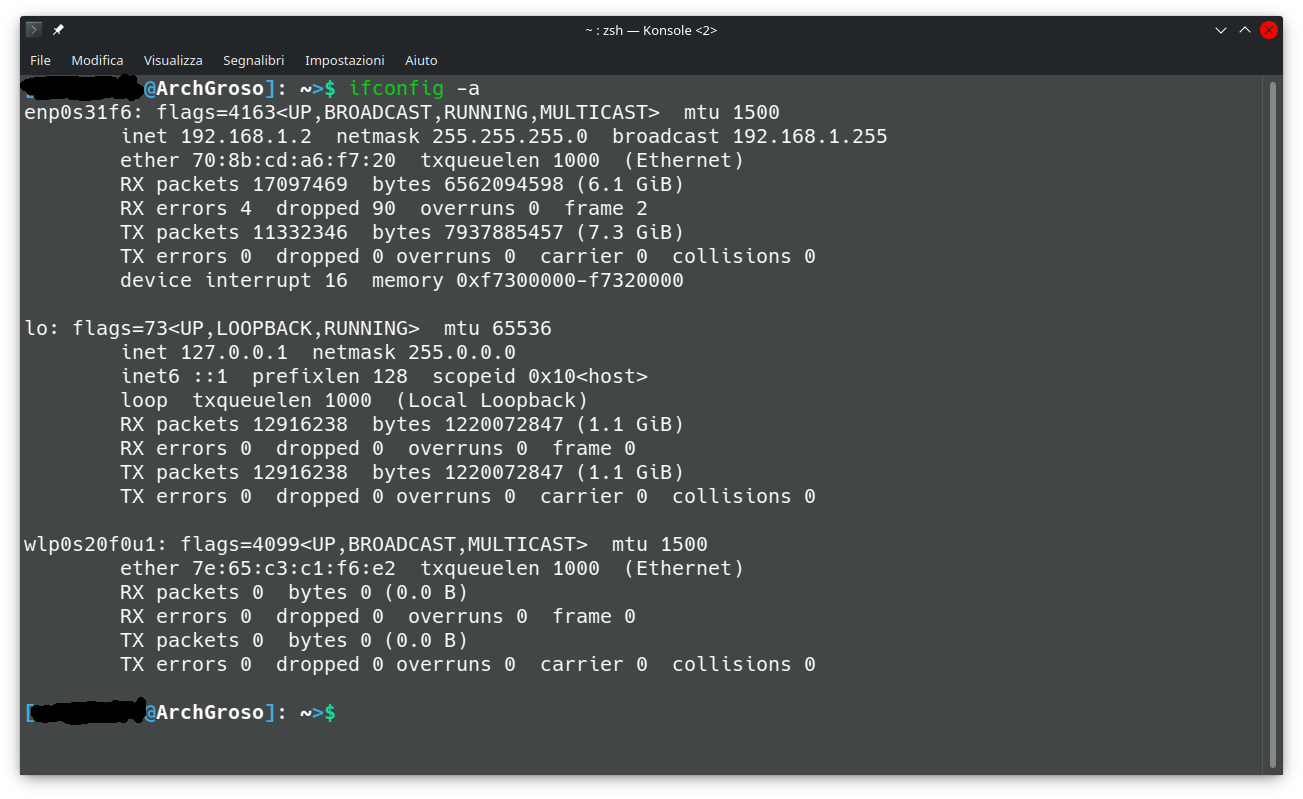 ~ : zsh — Konsole <2>
File Modifica Visualizza Segnalibri Impostazioni Aiuto
[@ArchGroso]: ~>$ ifconfig -a
enp0s31f6: flags=4163<UP,BROADCAST,RUNNING,MULTICAST>  mtu 1500
        inet 192.168.1.2  netmask 255.255.255.0  broadcast 192.168.1.255
        ether 70:8b:cd:a6:f7:20  txqueuelen 1000  (Ethernet)
        RX packets 17097469  bytes 6562094598 (6.1 GiB)
        RX errors 4  dropped 90  overruns 0  frame 2
        TX packets 11332346  bytes 7937885457 (7.3 GiB)
        TX errors 0  dropped 0 overruns 0  carrier 0  collisions 0
        device interrupt 16  memory 0xf7300000-f7320000
lo: flags=73<UP,LOOPBACK,RUNNING>  mtu 65536
        inet 127.0.0.1  netmask 255.0.0.0
        inet6 ::1  prefixlen 128  scopeid 0x10<host>
        loop  txqueuelen 1000  (Local Loopback)
        RX packets 12916238  bytes 1220072847 (1.1 GiB)
        RX errors 0  dropped 0  overruns 0  frame 0
        TX packets 12916238  bytes 1220072847 (1.1 GiB)
        TX errors 0  dropped 0 overruns 0  carrier 0  collisions 0
wlp0s20f0u1: flags=4099<UP,BROADCAST,MULTICAST>  mtu 1500
        ether 7e:65:c3:c1:f6:e2  txqueuelen 1000  (Ethernet)
        RX packets 0  bytes 0 (0.0 B)
        RX errors 0  dropped 0  overruns 0  frame 0
        TX packets 0  bytes 0 (0.0 B)
        TX errors 0  dropped 0 overruns 0  carrier 0  collisions 0
[@ArchGroso]: ~>$